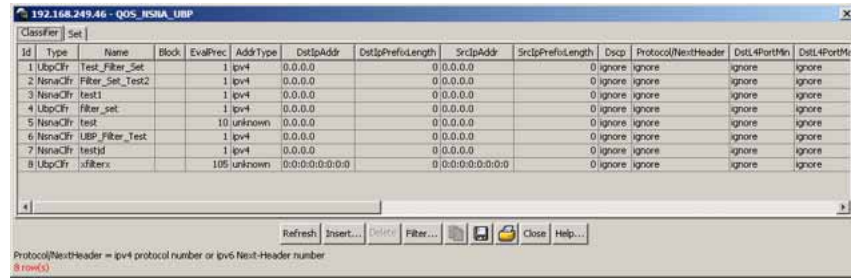 192.168.249.46 - QOS_NSNA_UBP
Classifier Set
Id Type Name Block EvalPrec AddrType DstIpAddr DstIpPrefixLength SrcIpAddr SrcIpPrefixLength Dscp Protocol/NextHeader DstL4PortMin DstL4PortMa
1 UbpClfr Test_Filter_Set 1 ipv4 0.0.0.0 0 0.0.0.0 0 ignore ignore ignore ignore
2 NsnaClfr Filter_Set_Test2 1 ipv4 0.0.0.0 0 0.0.0.0 0 ignore ignore ignore ignore
3 NsnaClfr test1 1 ipv4 0.0.0.0 0 0.0.0.0 0 ignore ignore ignore ignore
4 UbpClfr filter_set 1 ipv4 0.0.0.0 0 0.0.0.0 0 ignore ignore ignore ignore
5 NsnaClfr test 10 unknown 0.0.0.0 0 0.0.0.0 0 ignore ignore ignore ignore
6 NsnaClfr UBP_Filter_Test 1 ipv4 0.0.0.0 0 0.0.0.0 0 ignore ignore ignore ignore
7 NsnaClfr testjd 1 ipv4 0.0.0.0 0 0.0.0.0 0 ignore ignore ignore ignore
8 UbpClfr xfilterx 105 unknown 0:0:0:0:0:0:0:0 0 0:0:0:0:0:0:0:0 0 ignore ignore ignore ignore
Refresh Insert... Delete Filter... Close Help...
Protocol/NextHeader = ipv4 protocol number or ipv6 Next-Header number
8 row(s)